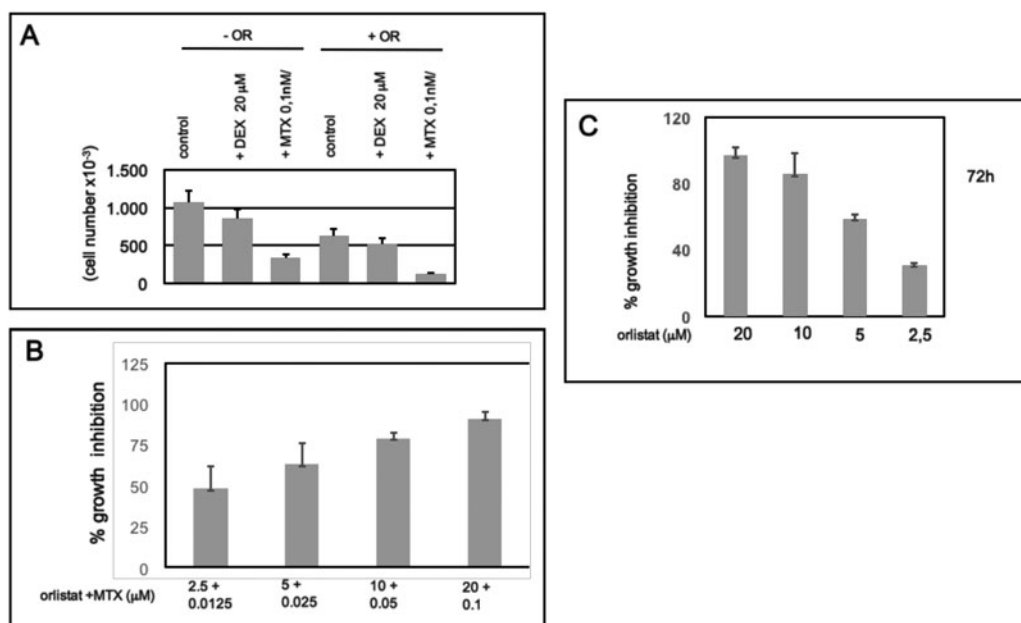 A
- OR
+ OR
control
+ DEX 20 µM
+ MTX 0,1nM/
control
+ DEX 20 µM
+ MTX 0,1nM/
(cell number x10⁻³)
1.500
1.000
500
0
B
% growth inhibition
125
100
75
50
25
0
orlistat +MTX (µM)
2.5 + 5 + 10 + 20 +
0.0125 0.025 0.05 0.1
C
% growth inhibition
120
80
40
0
72h
orlistat (µM) 20 10 5 2,5